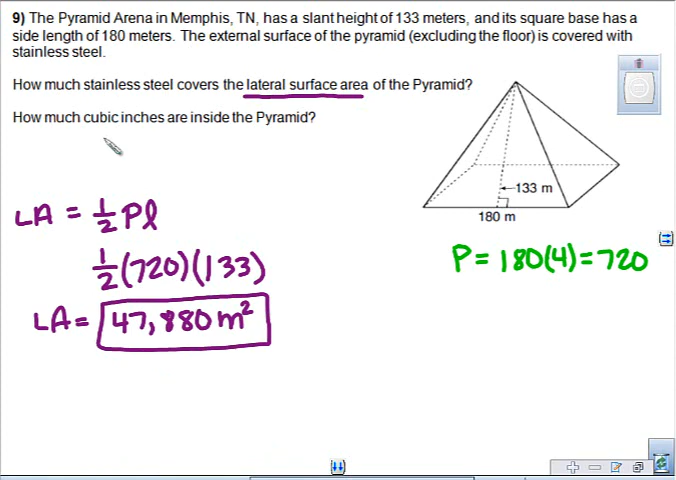 9) The Pyramid Arena in Memphis, TN, has a slant height of 133 meters, and its square base has a
side length of 180 meters. The external surface of the pyramid (excluding the floor) is covered with
stainless steel.
How much stainless steel covers the lateral surface area of the Pyramid?
How much cubic inches are inside the Pyramid?
133 m
180 m
LA = 1/2 Pl
1/2 (720)(133)
LA = 47,880 m²
P = 180(4) = 720